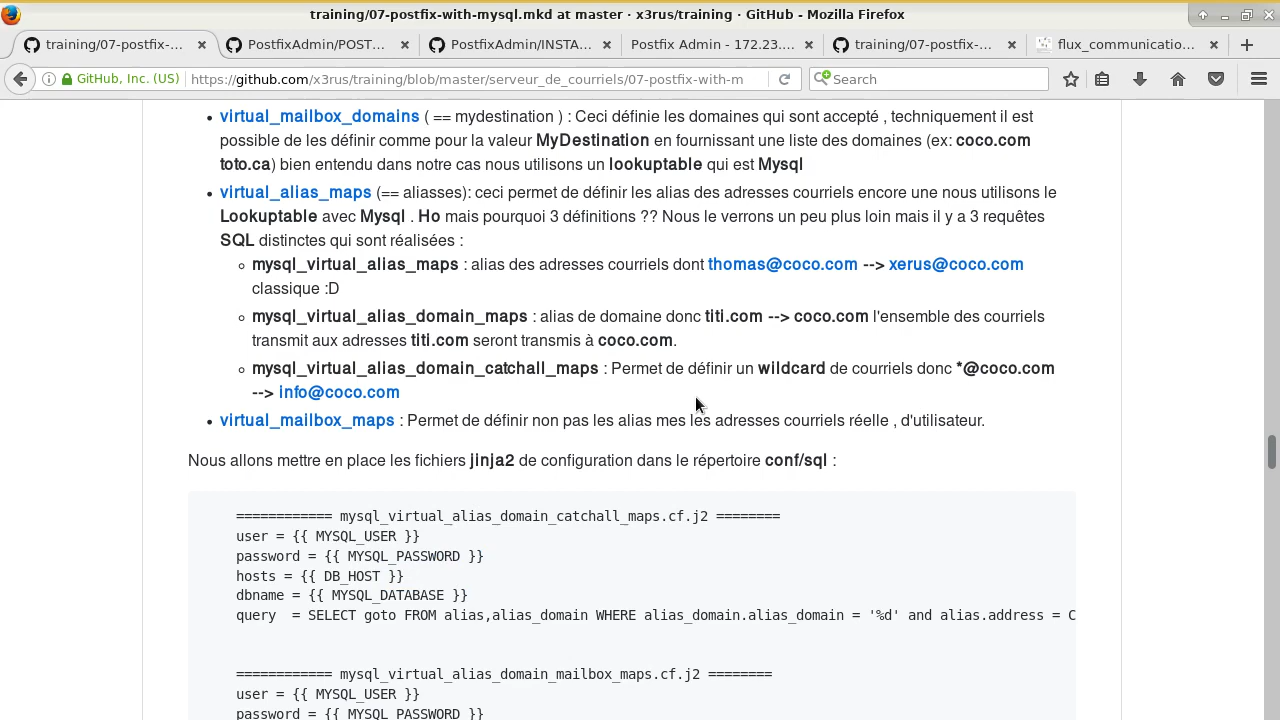 training/07-postfix-with-mysql.mkd at master · x3rus/training · GitHub - Mozilla Firefox
training/07-postfix-... PostfixAdmin/POST... PostfixAdmin/INSTA... Postfix Admin - 172.23.... training/07-postfix-... flux_communicatio...
GitHub, Inc. (US) https://github.com/x3rus/training/blob/master/serveur_de_courriels/07-postfix-with-m Search
• virtual_mailbox_domains ( == mydestination ) : Ceci définie les domaines qui sont accepté , techniquement il est
possible de les définir comme pour la valeur MyDestination en fournissant une liste des domaines (ex: coco.com
toto.ca) bien entendu dans notre cas nous utilisons un lookuptable qui est Mysql
• virtual_alias_maps (== aliasses): ceci permet de définir les alias des adresses courriels encore une nous utilisons le
Lookuptable avec Mysql . Ho mais pourquoi 3 définitions ?? Nous le verrons un peu plus loin mais il y a 3 requêtes
SQL distinctes qui sont réalisées :
◦ mysql_virtual_alias_maps : alias des adresses courriels dont thomas@coco.com --> xerus@coco.com
classique :D
◦ mysql_virtual_alias_domain_maps : alias de domaine donc titi.com --> coco.com l'ensemble des courriels
transmit aux adresses titi.com seront transmis à coco.com.
◦ mysql_virtual_alias_domain_catchall_maps : Permet de définir un wildcard de courriels donc *@coco.com
--> info@coco.com
• virtual_mailbox_maps : Permet de définir non pas les alias mes les adresses courriels réelle , d'utilisateur.
Nous allons mettre en place les fichiers jinja2 de configuration dans le répertoire conf/sql :
============ mysql_virtual_alias_domain_catchall_maps.cf.j2 ========
user = {{ MYSQL_USER }}
password = {{ MYSQL_PASSWORD }}
hosts = {{ DB_HOST }}
dbname = {{ MYSQL_DATABASE }}
query  = SELECT goto FROM alias,alias_domain WHERE alias_domain.alias_domain = '%d' and alias.address = C
============ mysql_virtual_alias_domain_mailbox_maps.cf.j2 ========
user = {{ MYSQL_USER }}
password = {{ MYSQL_PASSWORD }}